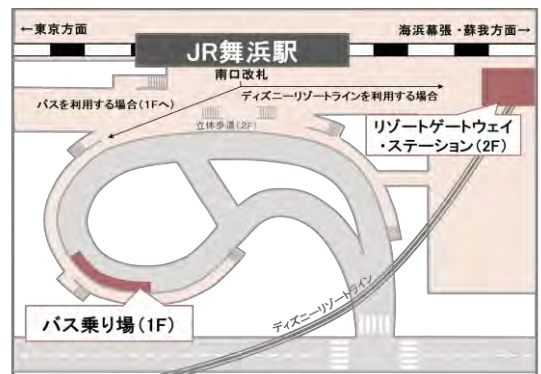 ←東京方面
海浜幕張・蘇我方面→
JR舞浜駅
南口改札
バスを利用する場合(1Fへ)
ディズニーリゾートラインを利用する場合
立体歩道(2F)
リゾートゲートウェイ
・ステーション(2F)
バス乗り場(1F)
ディズニーリゾートライン